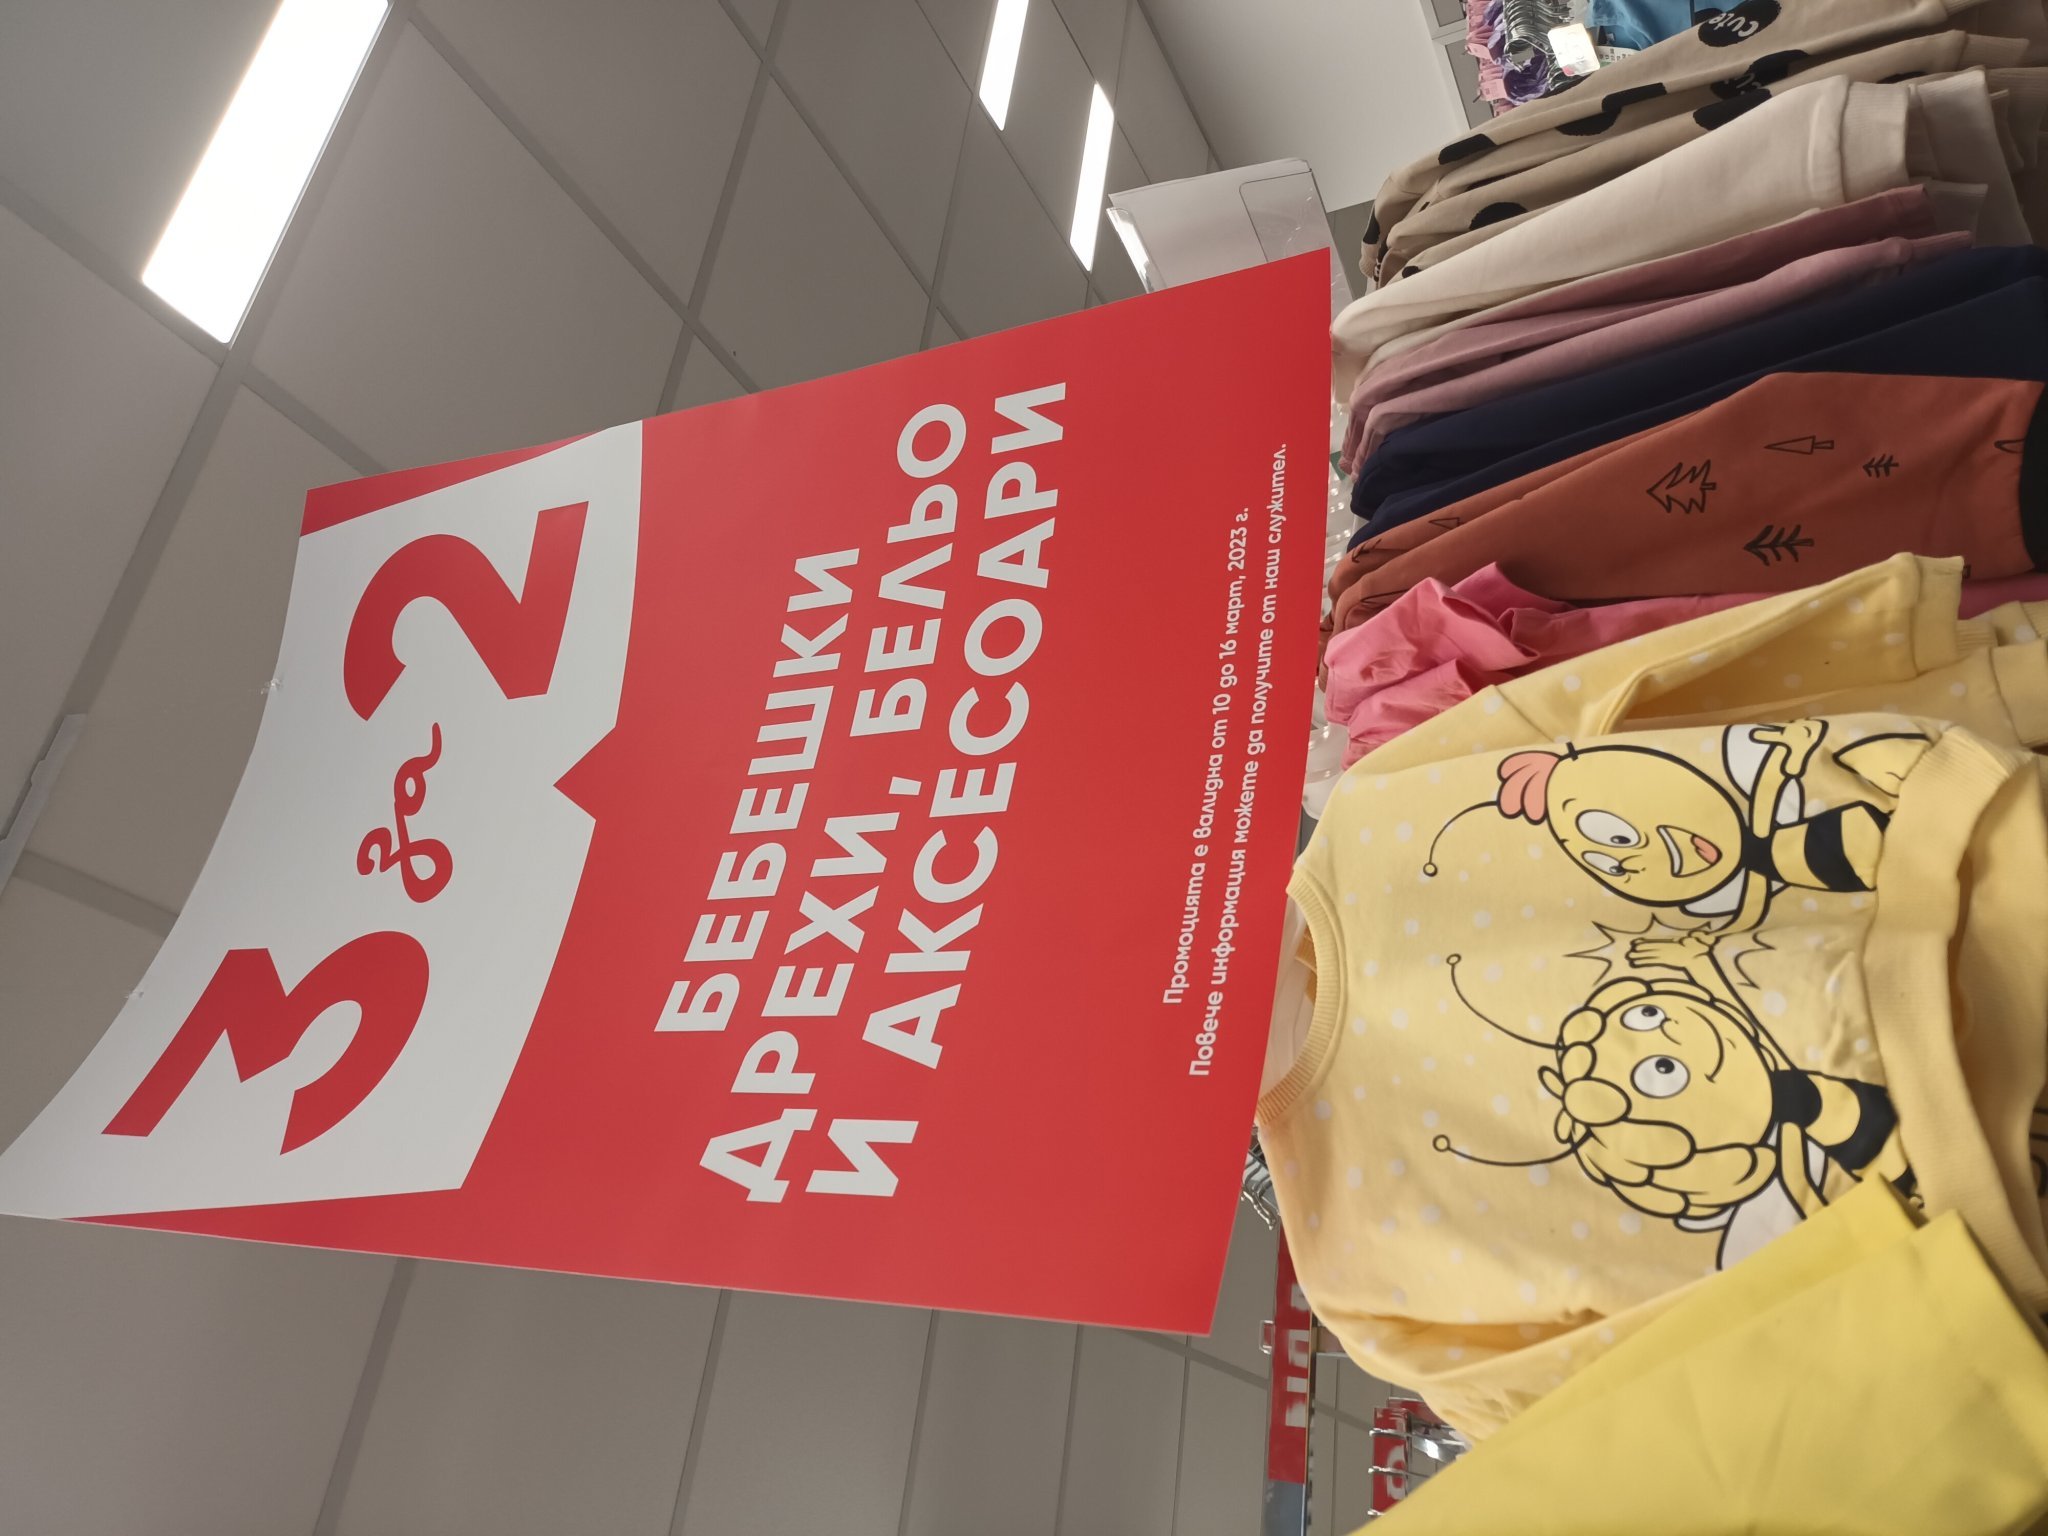 3 за 2
БЕБЕШКИ
ДРЕХИ, БЕЛЬО
И АКСЕСОАРИ
Промоцията е валидна от 10 до 16 март, 2023 г.
Повече информация можете да получите от наш служител.
cute